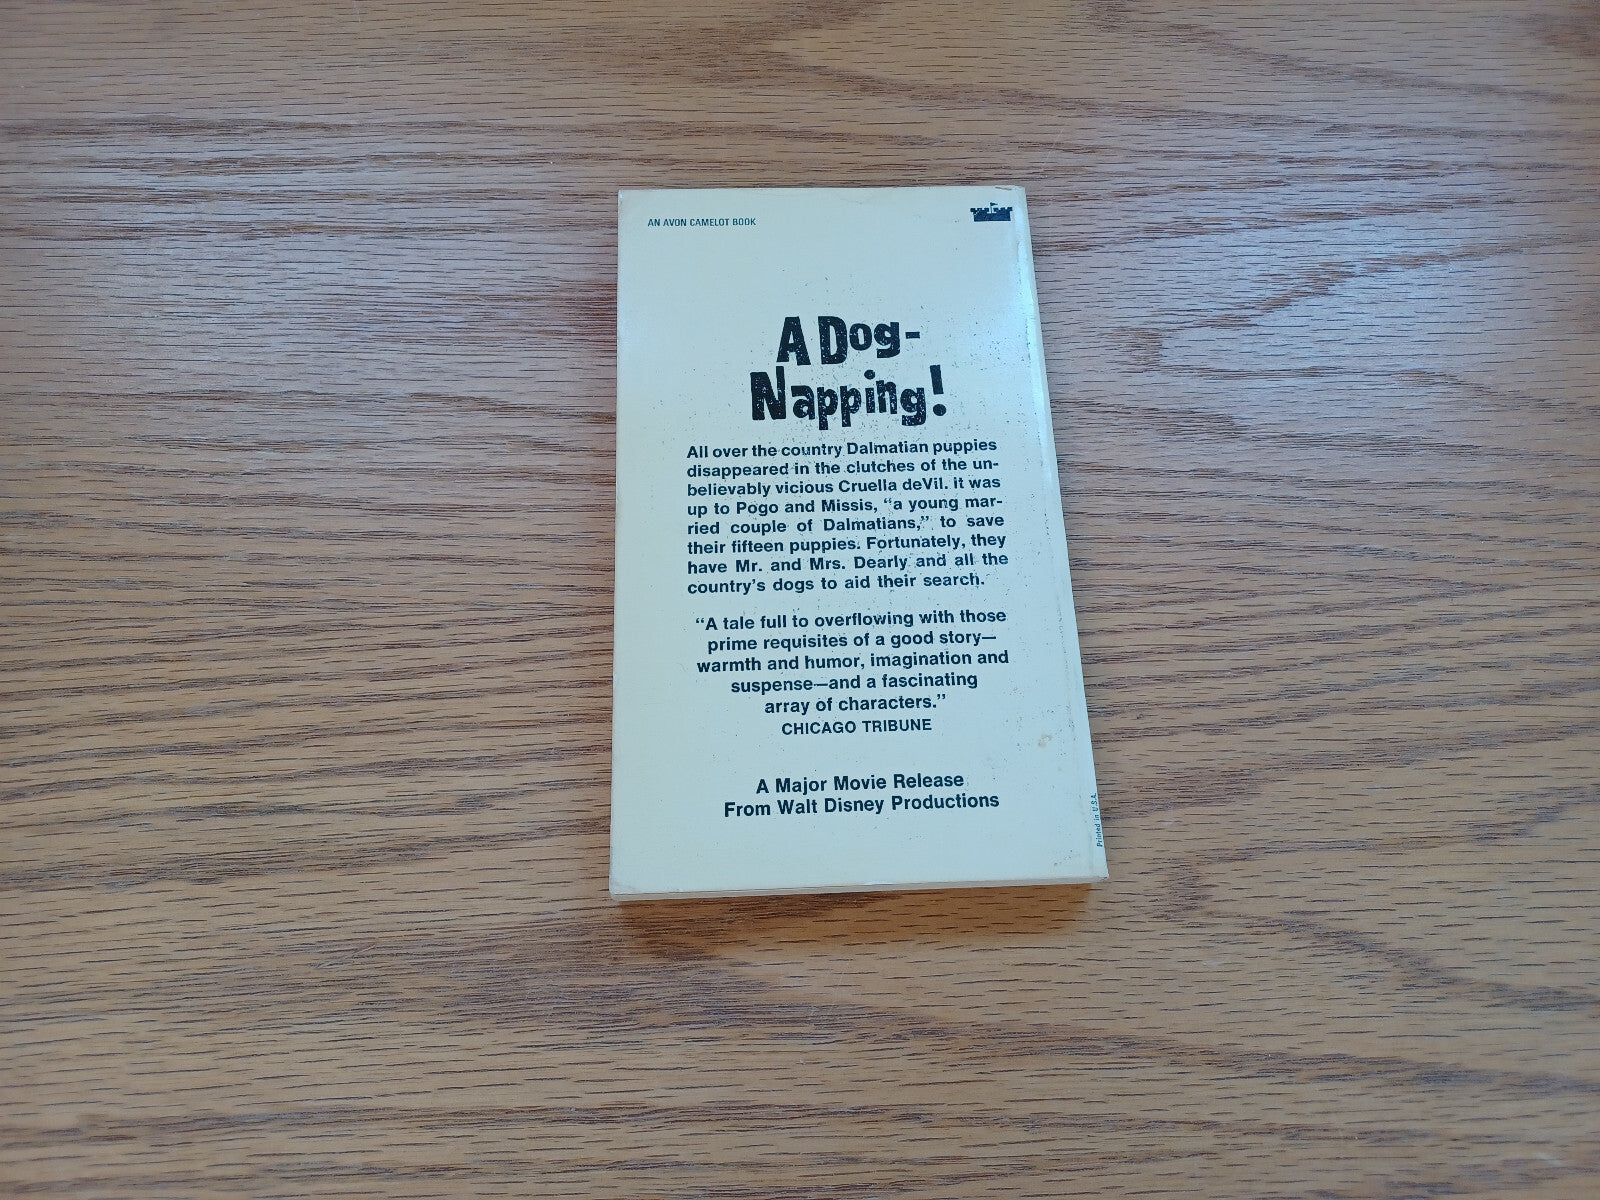 AN AVON CAMELOT BOOK
A Dog-
Napping!
All over the country Dalmatian puppies
disappeared in the clutches of the un-
believably vicious Cruella deVil. it was
up to Pogo and Missis, “a young mar-
ried couple of Dalmatians,” to save
their fifteen puppies. Fortunately, they
have Mr. and Mrs. Dearly and all the
country's dogs to aid their search.
“A tale full to overflowing with those
prime requisites of a good story—
warmth and humor, imagination and
suspense—and a fascinating
array of characters.”
CHICAGO TRIBUNE
A Major Movie Release
From Walt Disney Productions
Printed in U.S.A.